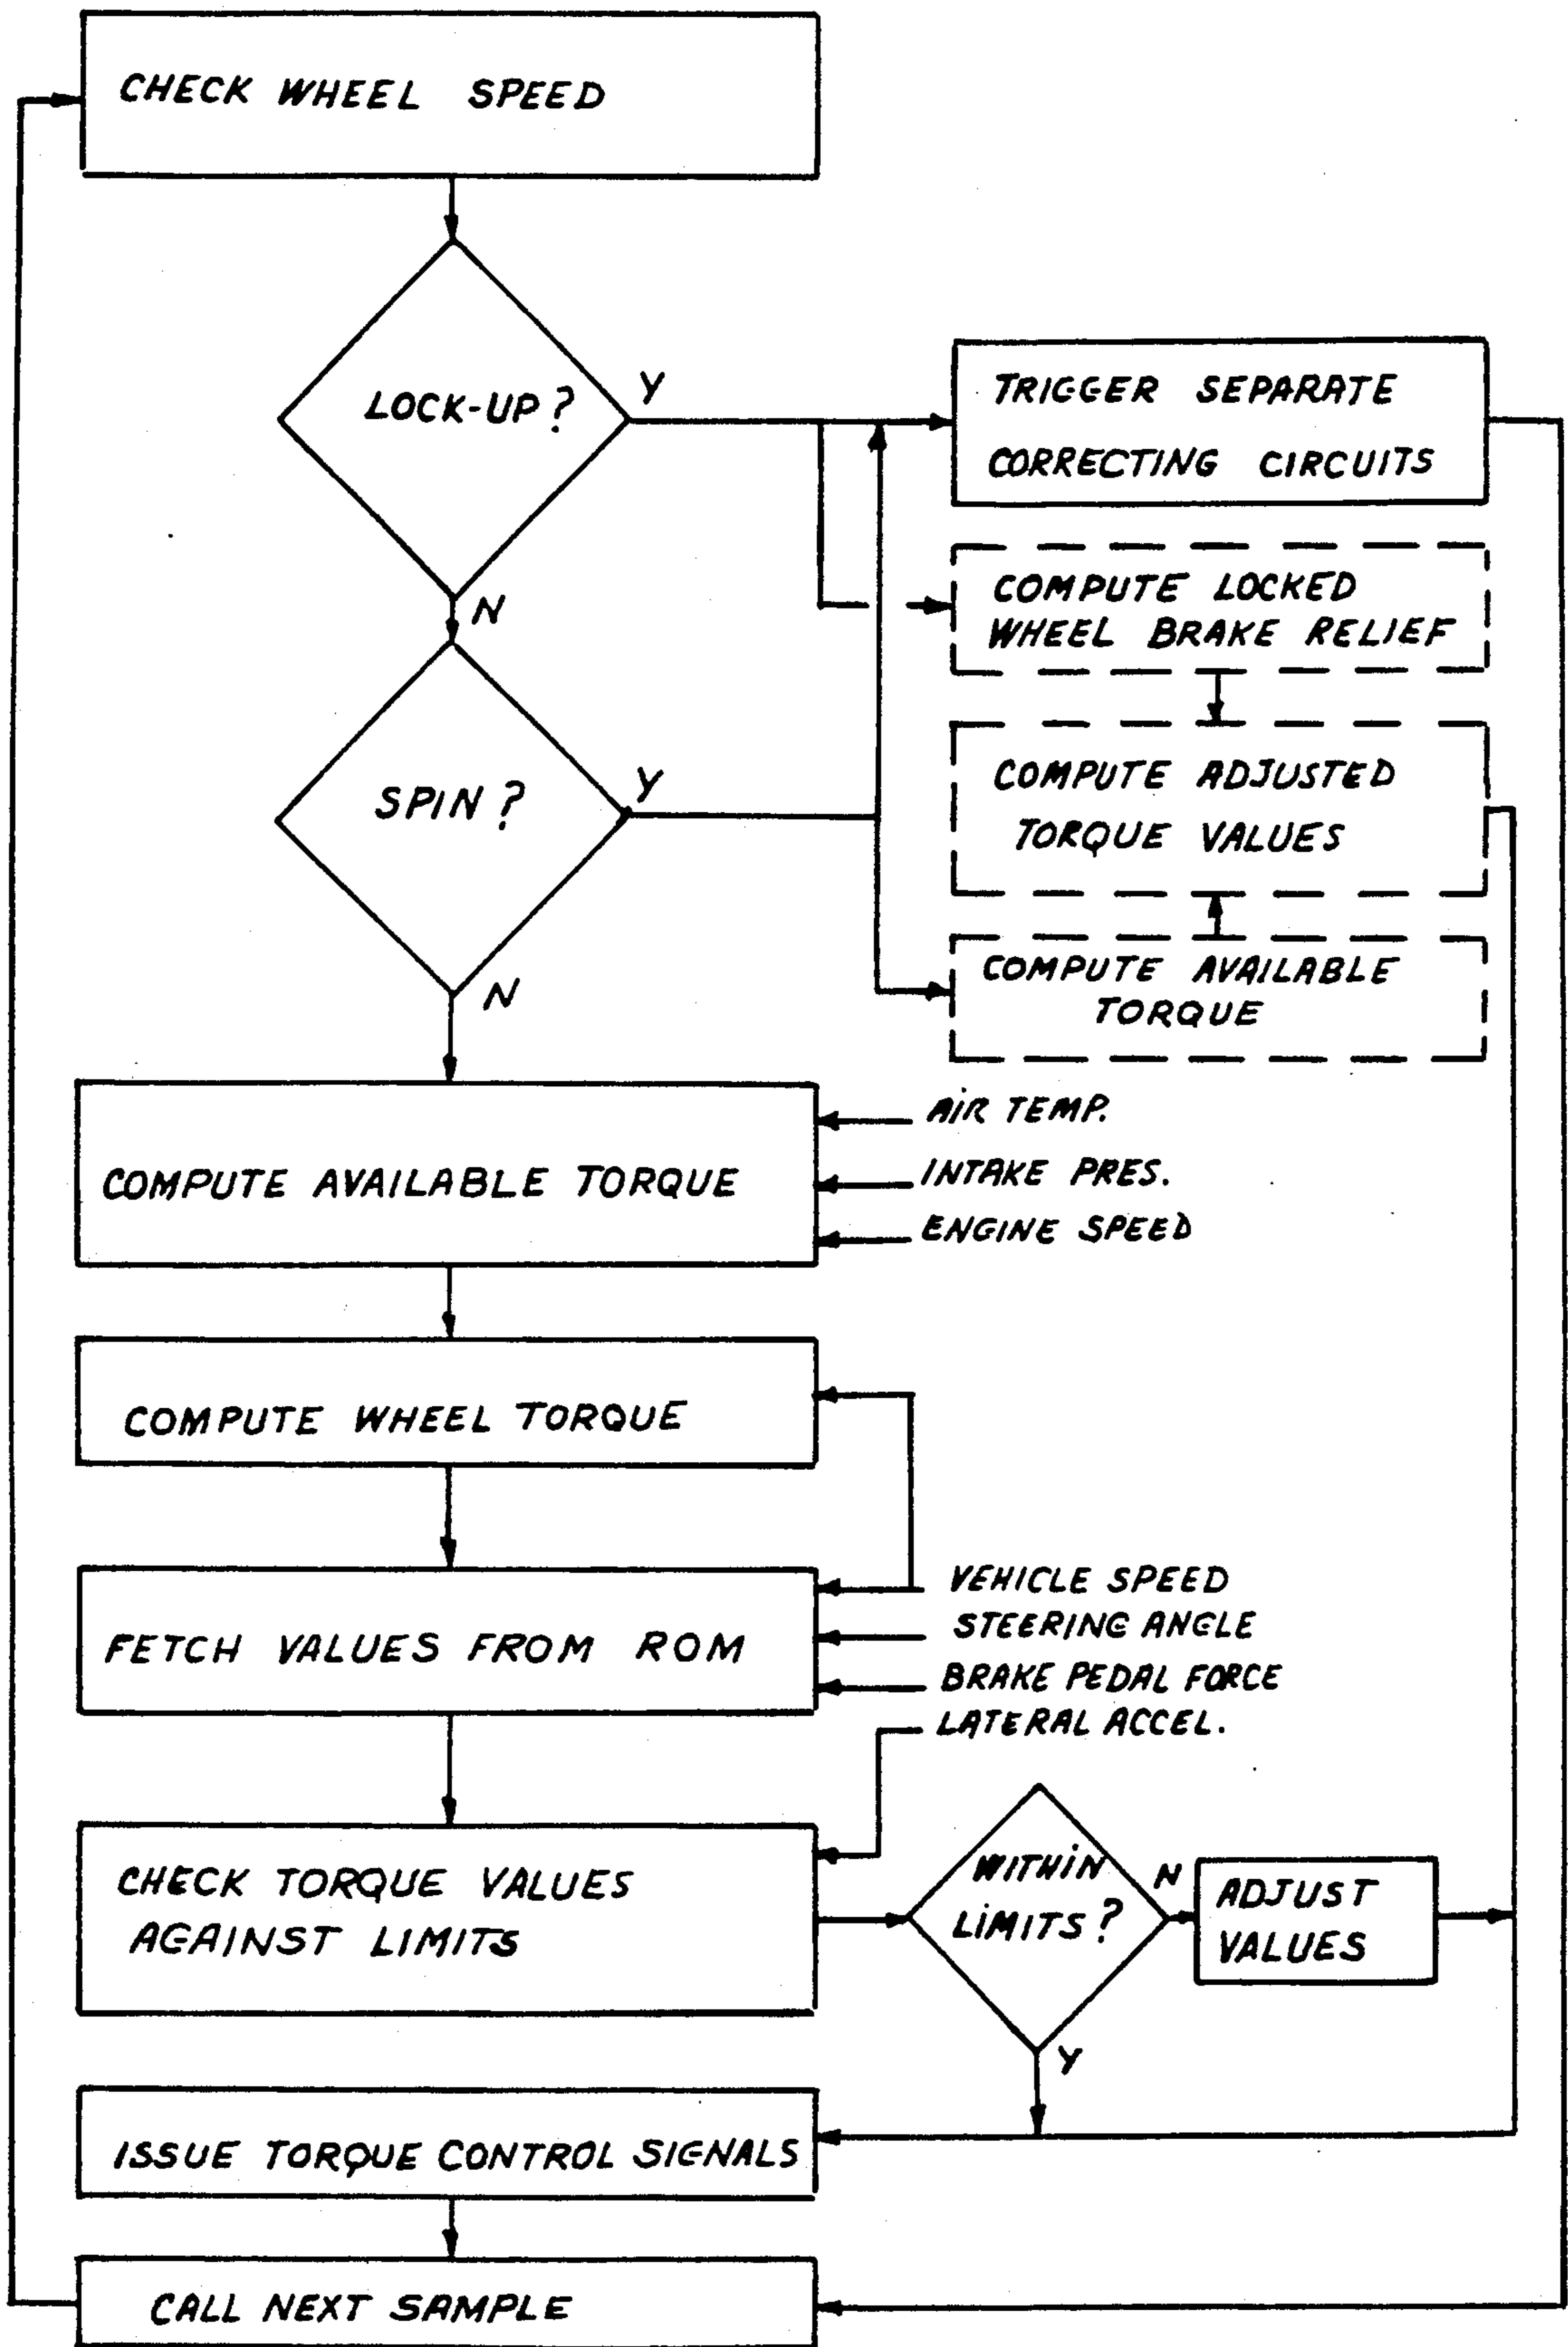 CHECK WHEEL SPEED
LOCK-UP?
Y
TRIGGER SEPARATE
CORRECTING CIRCUITS
N
COMPUTE LOCKED
WHEEL BRAKE RELIEF
SPIN?
Y
COMPUTE ADJUSTED
TORQUE VALUES
N
COMPUTE AVAILABLE
TORQUE
COMPUTE AVAILABLE TORQUE
AIR TEMP.
INTAKE PRES.
ENGINE SPEED
COMPUTE WHEEL TORQUE
FETCH VALUES FROM ROM
VEHICLE SPEED
STEERING ANGLE
BRAKE PEDAL FORCE
LATERAL ACCEL.
CHECK TORQUE VALUES
AGAINST LIMITS
WITHIN
LIMITS?
N
ADJUST
VALUES
Y
ISSUE TORQUE CONTROL SIGNALS
CALL NEXT SAMPLE